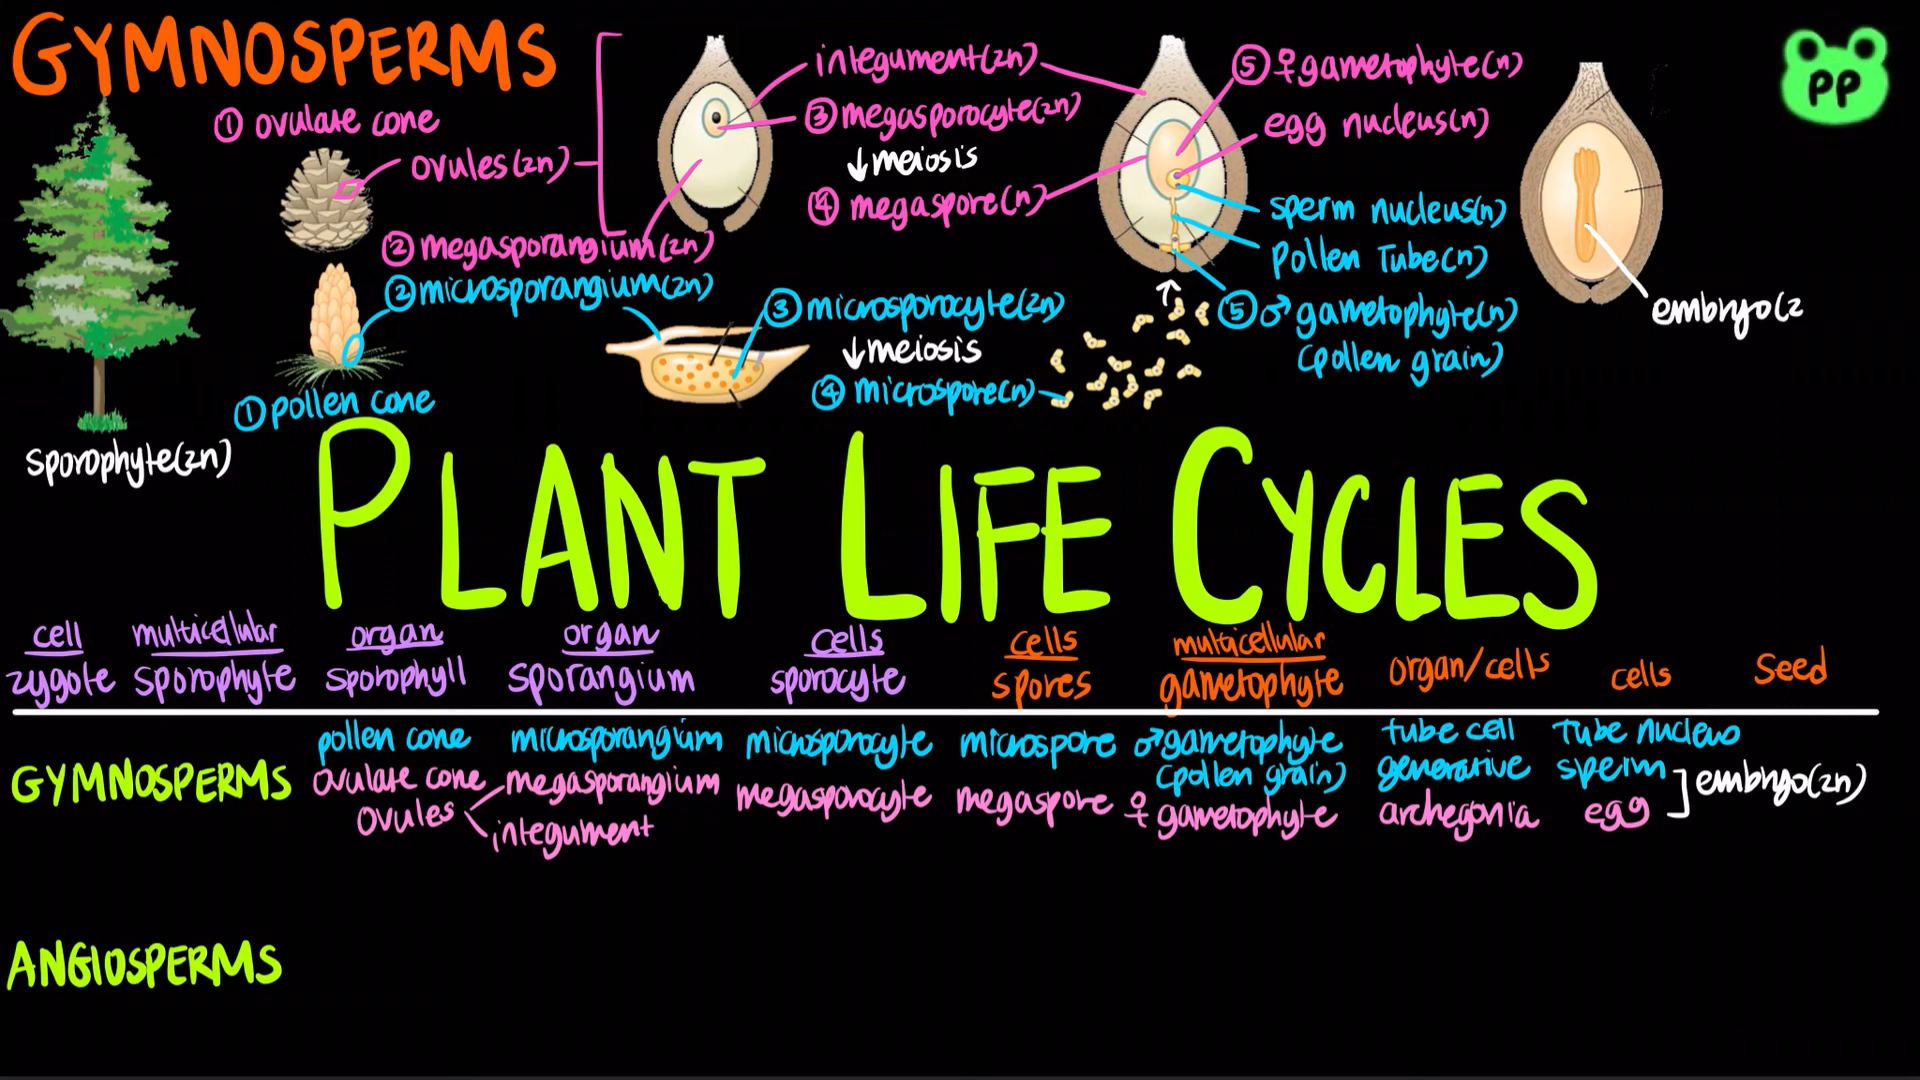 GYMNOSPERMS
① ovulate cone
ovules(2n)
② megasporangium(2n)
② microsporangium(2n)
① pollen cone
sporophyte(2n)
integument(2n)
③ megasporocyte(2n)
↓meiosis
④ megaspore(n)
③ microsporocyte(2n)
↓meiosis
④ microspore(n)
⑤ ♀gametophyte(n)
egg nucleus(n)
sperm nucleus(n)
Pollen Tube(n)
⑤ ♂ gametophyte(n)
(pollen grain)
embryo(2
PP
PLANT LIFE CYCLES
cell multicellular organ organ cells cells multicellular
zygote sporophyte sporophyll sporangium sporocyte spores gametophyte organ/cells cells Seed
pollen cone microsporangium microsporocyte microspore ♂gametophyte tube cell Tube nucleus
(pollen grain) generative sperm
GYMNOSPERMS ovulate cone megasporangium megasporocyte megaspore ♀ gametophyte archegonia egg embryo(2n)
ovules integument
ANGIOSPERMS